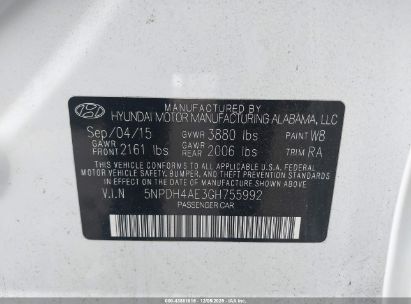 MANUFACTURED BY
HYUNDAI MOTOR MANUFACTURING ALABAMA, LLC
Sep/04/15 GVWR 3880 lbs PAINT WB
GAWR FRONT 2161 lbs GAWR REAR 2006 lbs TRIM RA
THIS VEHICLE CONFORMS TO ALL APPLICABLE U.S.A. FEDERAL
MOTOR VEHICLE SAFETY, BUMPER, AND THEFT PREVENTION
STANDARDS IN EFFECT ON THE DATE OF MANUFACTURE SHOWN ABOVE.
V.I.N 5NPDH4AE3GH755992
PASSENGER CAR